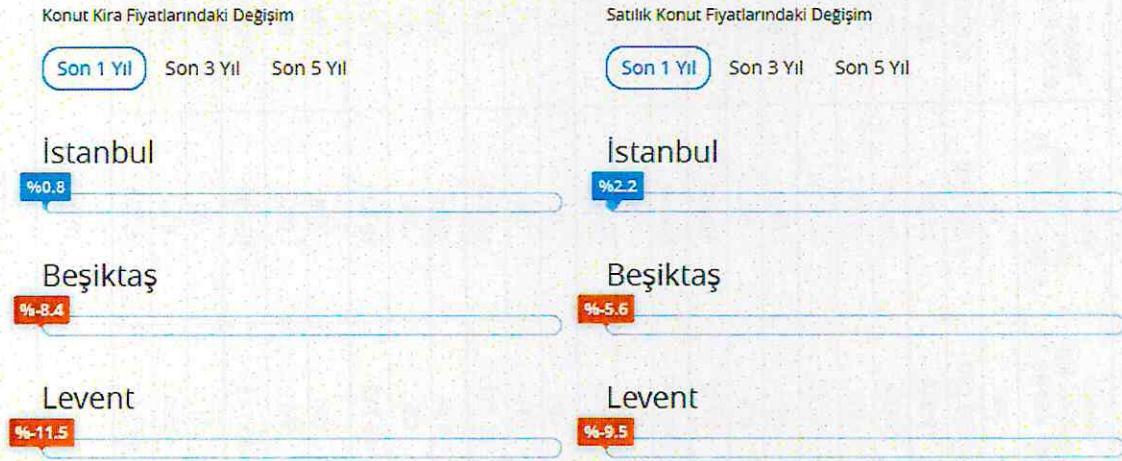 Konut Kira Fiyatlarındaki Değişim
Son 1 Yıl Son 3 Yıl Son 5 Yıl
İstanbul
%0.8
Beşiktaş
%-8.4
Levent
%-11.5
Satılık Konut Fiyatlarındaki Değişim
Son 1 Yıl Son 3 Yıl Son 5 Yıl
İstanbul
%2.2
Beşiktaş
%-5.6
Levent
%-9.5